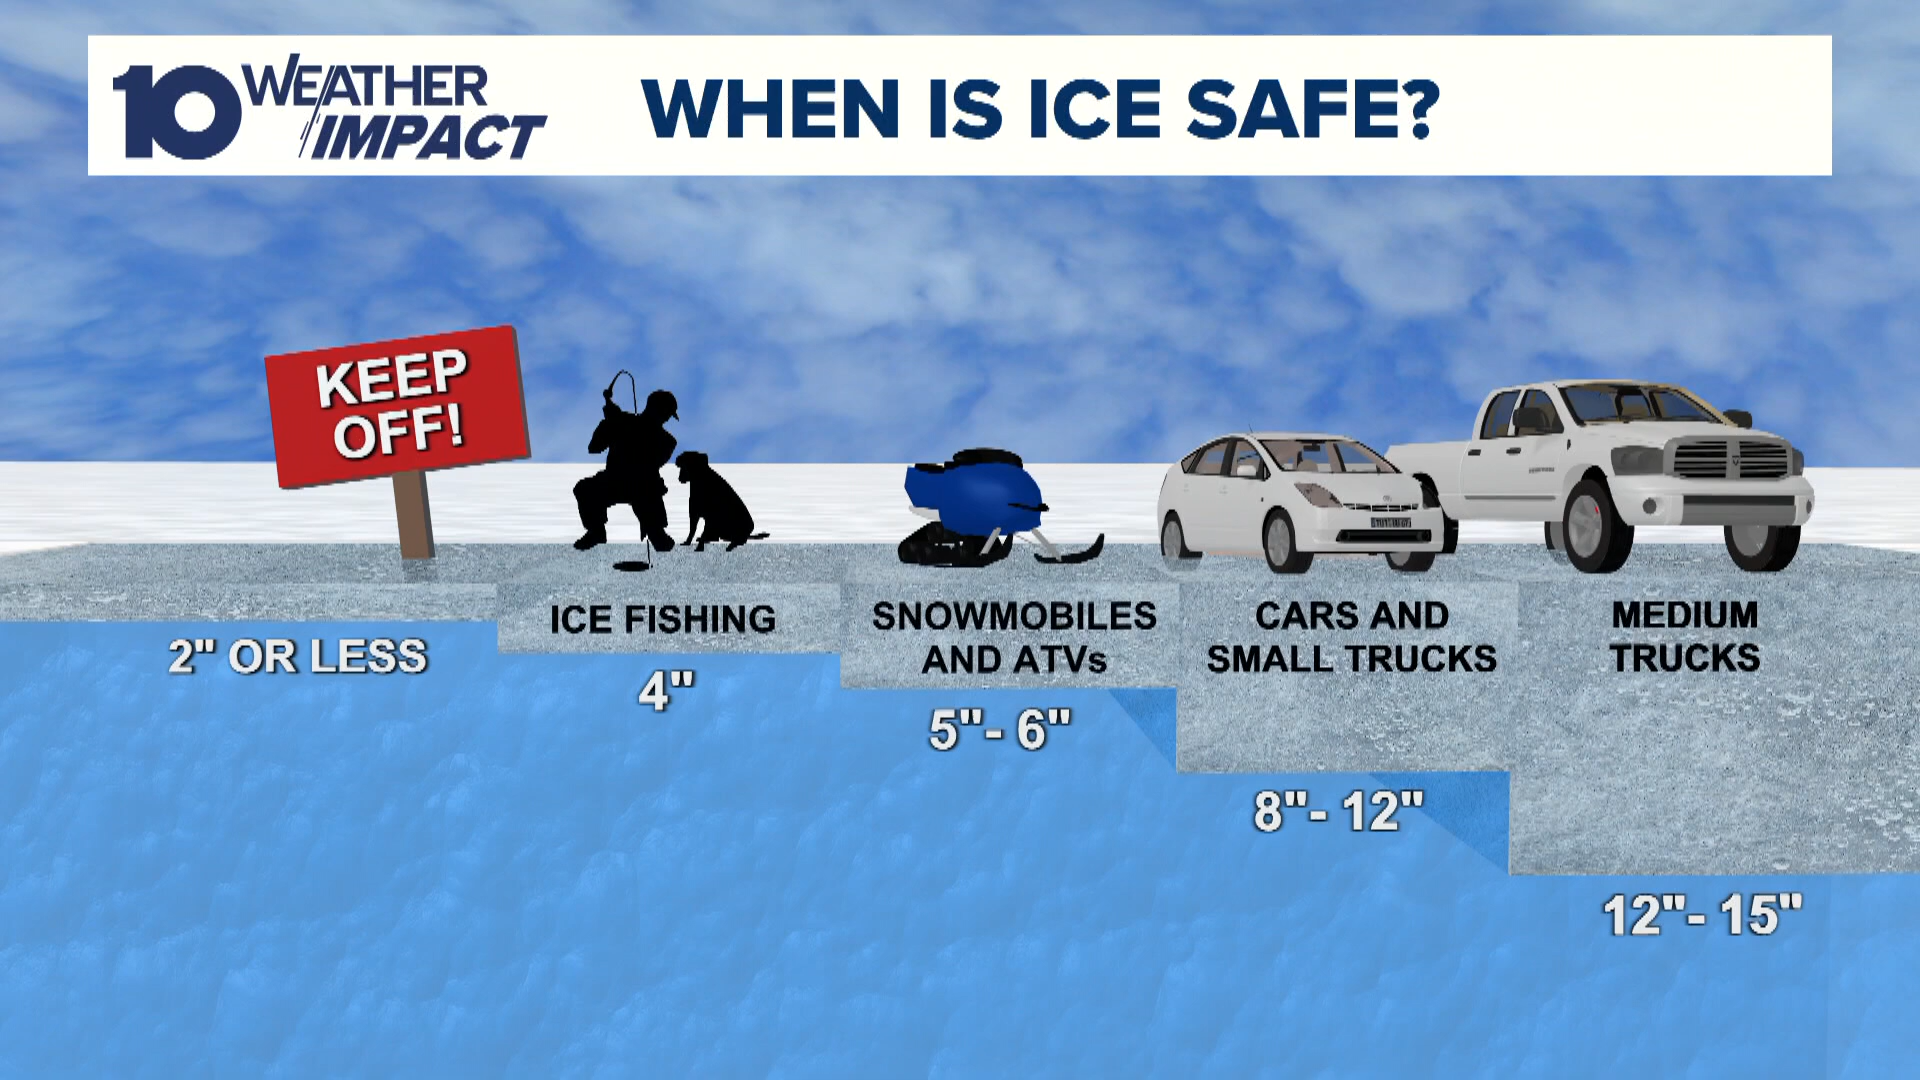 10 WEATHER IMPACT
WHEN IS ICE SAFE?
KEEP
OFF!
2" OR LESS
ICE FISHING
4"
SNOWMOBILES
AND ATVs
5"- 6"
CARS AND
SMALL TRUCKS
8"- 12"
MEDIUM
TRUCKS
12"- 15"